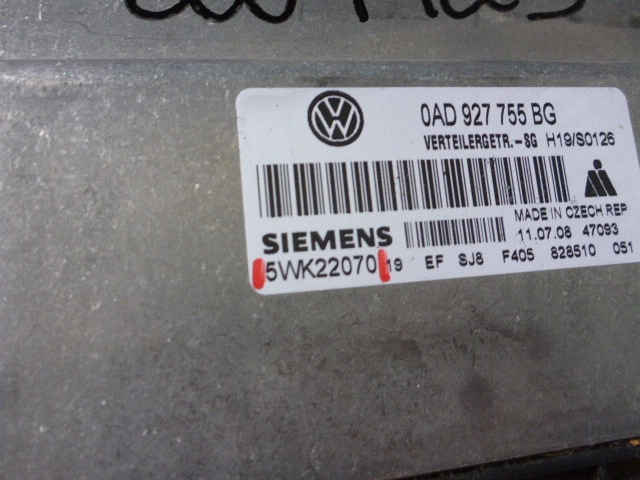 0AD 927 755 BG
VERTEILERGETR.-SG H19/S0126
MADE IN CZECH REP
SIEMENS 11.07.08 47093
5WK22070 19 EF SJ8 F405 828510 051